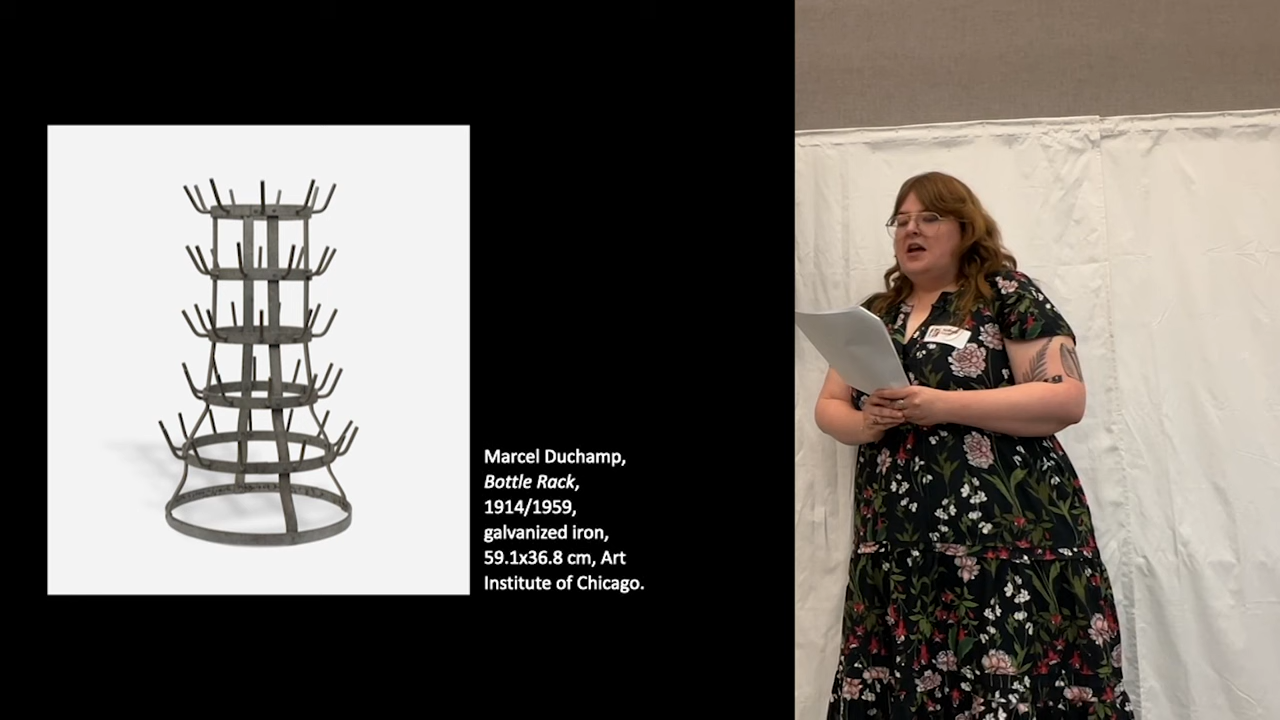 Marcel Duchamp,
Bottle Rack,
1914/1959,
galvanized iron,
59.1x36.8 cm, Art
Institute of Chicago.